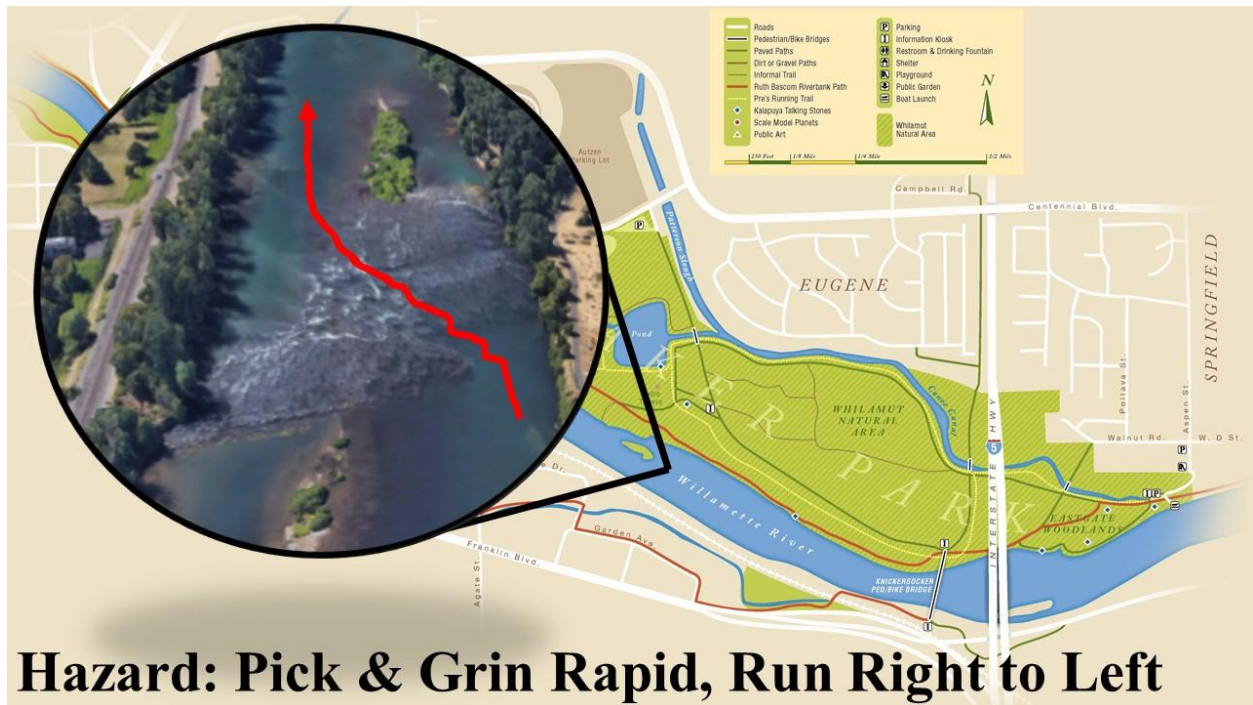 Roads
Pedestrian/Bike Bridges
Paved Paths
Dirt or Gravel Paths
Informal Trail
Ruth Bascom Riverbank Path
Pre's Running Trail
Kalapuya Talking Stones
Scale Model Planets
Public Art
P Parking
Information Kiosk
Restroom & Drinking Fountain
Shelter
Playground
Public Garden
Boat Launch
Whilamut
Natural Area
N
250 Feet
1/8 Mile
1/4 Mile
1/2 Mile
Autzen
Parking Lot
Campbell Rd.
Centennial Blvd.
Patterson Slough
P
EUGENE
SPRINGFIELD
Pond
Canoe Canal
WHILAMUT
NATURAL
AREA
KER PARK
INTERSTATE 5 HWY
Poltava St.
Aspen St.
Walnut Rd.
W. D St.
P
P
EASTGATE
WOODLANDS
Willamette River
KNICKERBOCKER
PED/BIKE BRIDGE
Dr.
Garden Ave.
Franklin Blvd.
Agate St.
Hazard: Pick & Grin Rapid, Run Right to Left